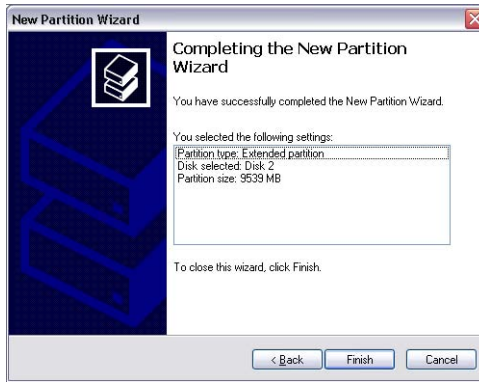 New Partition Wizard
Completing the New Partition
Wizard
You have successfully completed the New Partition Wizard.
You selected the following settings:
Partition type: Extended partition
Disk selected: Disk 2
Partition size: 9539 MB
To close this wizard, click Finish.
< Back Finish Cancel